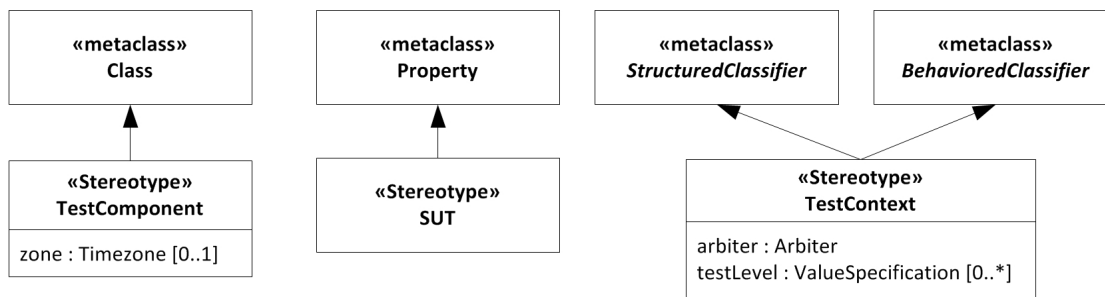 «metaclass»
Class
«metaclass»
Property
«metaclass»
StructuredClassifier
«metaclass»
BehavioredClassifier
«Stereotype»
TestComponent
zone : Timezone [0..1]
«Stereotype»
SUT
«Stereotype»
TestContext
arbiter : Arbiter
testLevel : ValueSpecification [0..*]